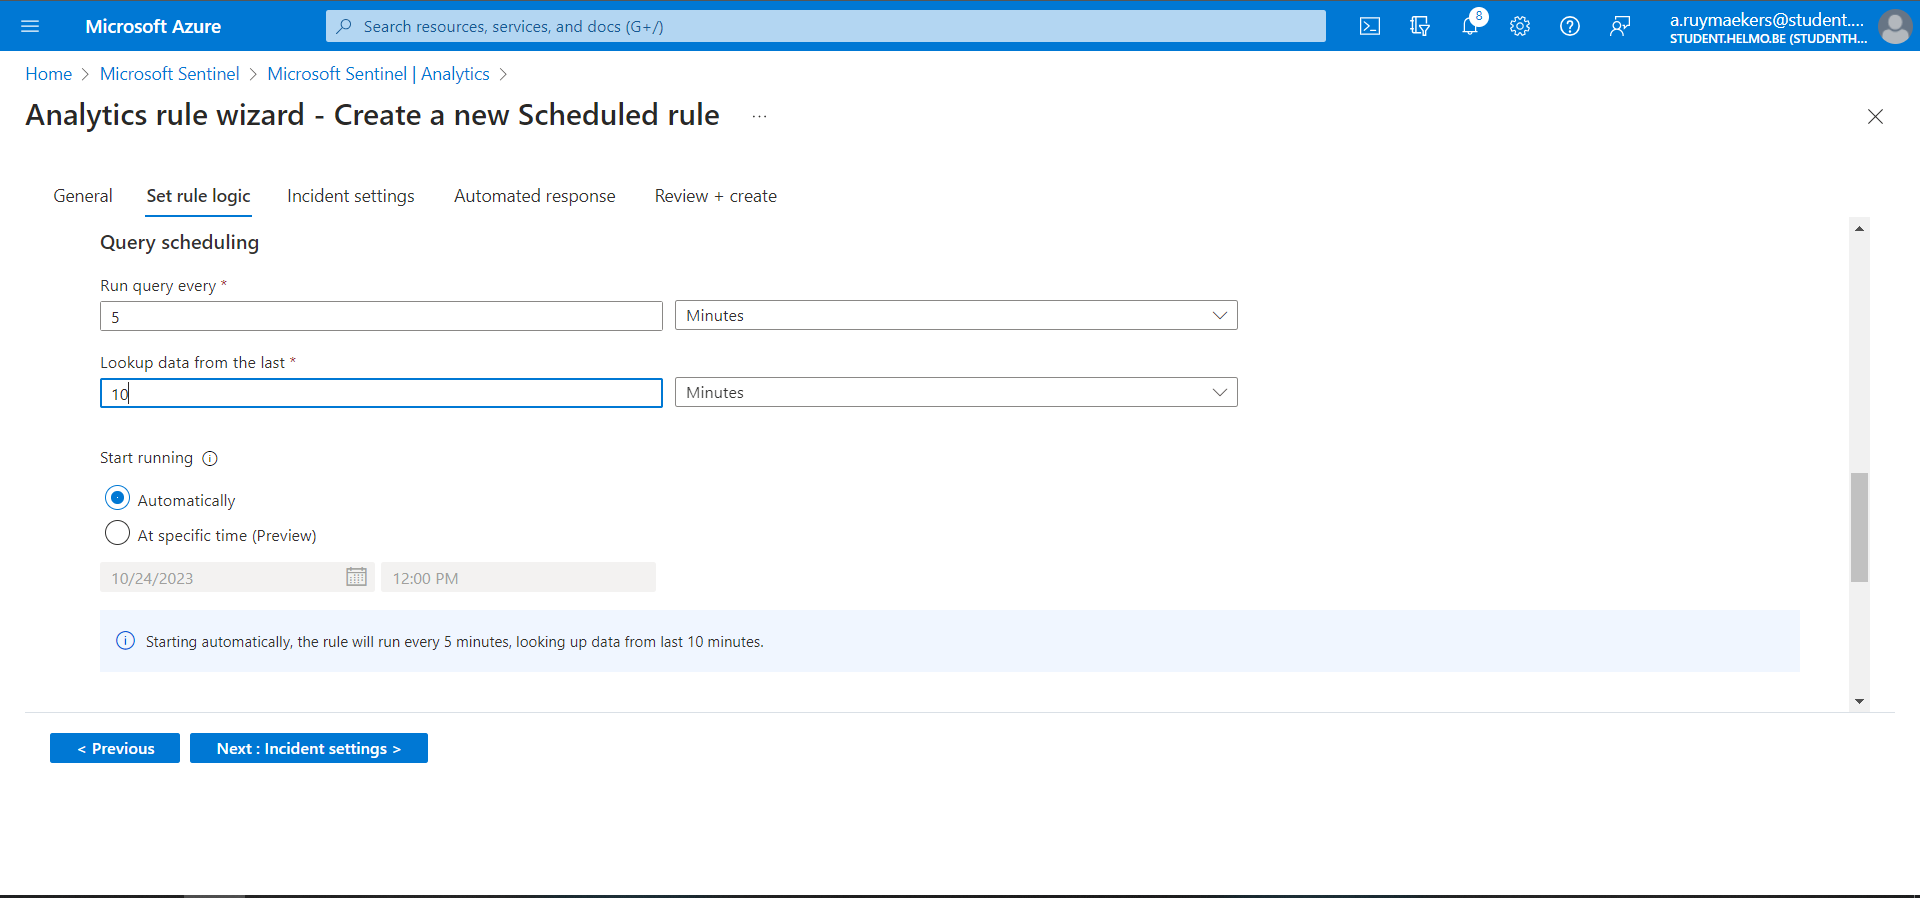 Microsoft Azure
Search resources, services, and docs (G+/)
8
a.ruymaekers@student....
STUDENT.HELMO.BE (STUDENTH...
Home > Microsoft Sentinel > Microsoft Sentinel | Analytics >
Analytics rule wizard - Create a new Scheduled rule ...
General Set rule logic Incident settings Automated response Review + create
Query scheduling
Run query every *
5 Minutes
Lookup data from the last *
10 Minutes
Start running
Automatically
At specific time (Preview)
10/24/2023 12:00 PM
Starting automatically, the rule will run every 5 minutes, looking up data from last 10 minutes.
< Previous Next : Incident settings >